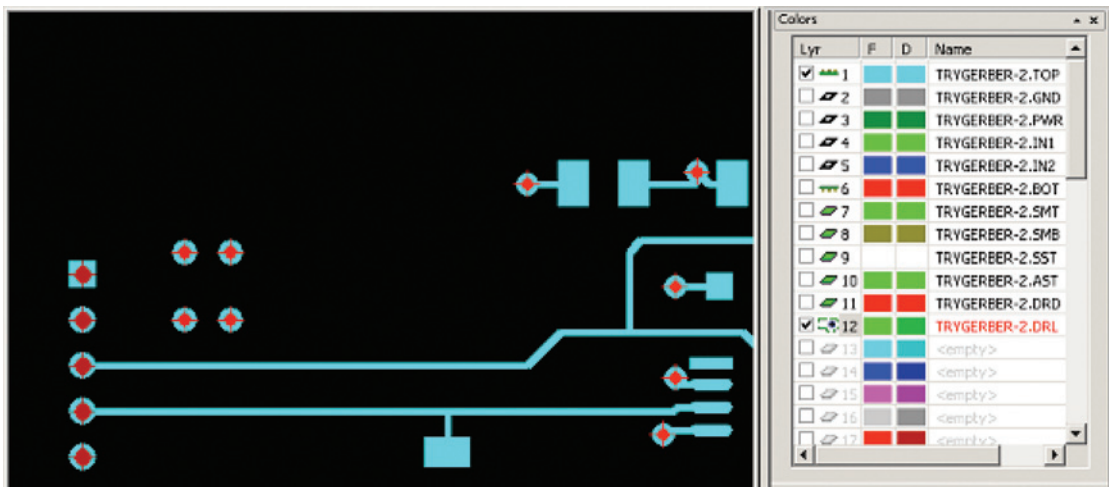 Colors
Lyr F D Name
1 TRYGERBER-2.TOP
2 TRYGERBER-2.GND
3 TRYGERBER-2.PWR
4 TRYGERBER-2.IN1
5 TRYGERBER-2.IN2
6 TRYGERBER-2.BOT
7 TRYGERBER-2.SMT
8 TRYGERBER-2.SMB
9 TRYGERBER-2.SST
10 TRYGERBER-2.AST
11 TRYGERBER-2.DRD
12 TRYGERBER-2.DRL
13 <empty>
14 <empty>
15 <empty>
16 <empty>
17 <empty>